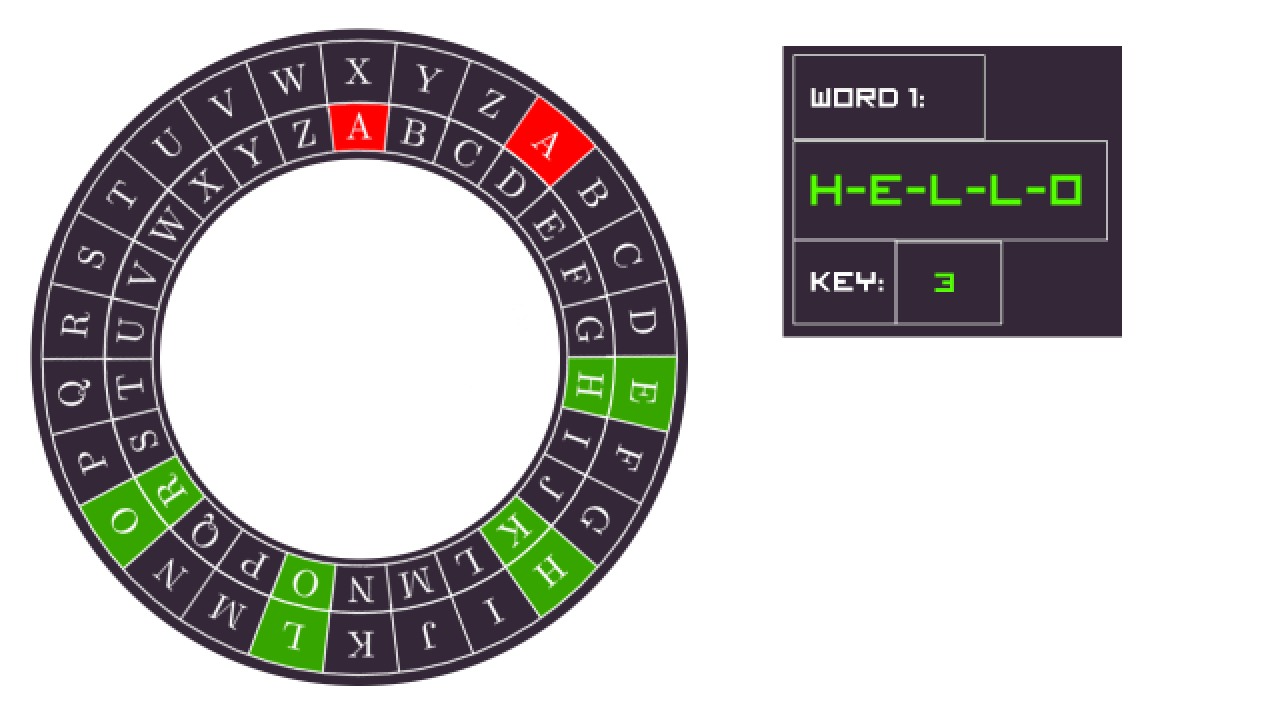 X Y Z A B C D E F G H I J K L M N O P Q R S T U V W
A B C D E F G H I J K L M N O P Q R S T U V W X Y Z
WORD 1:
H-E-L-L-O
KEY: 3